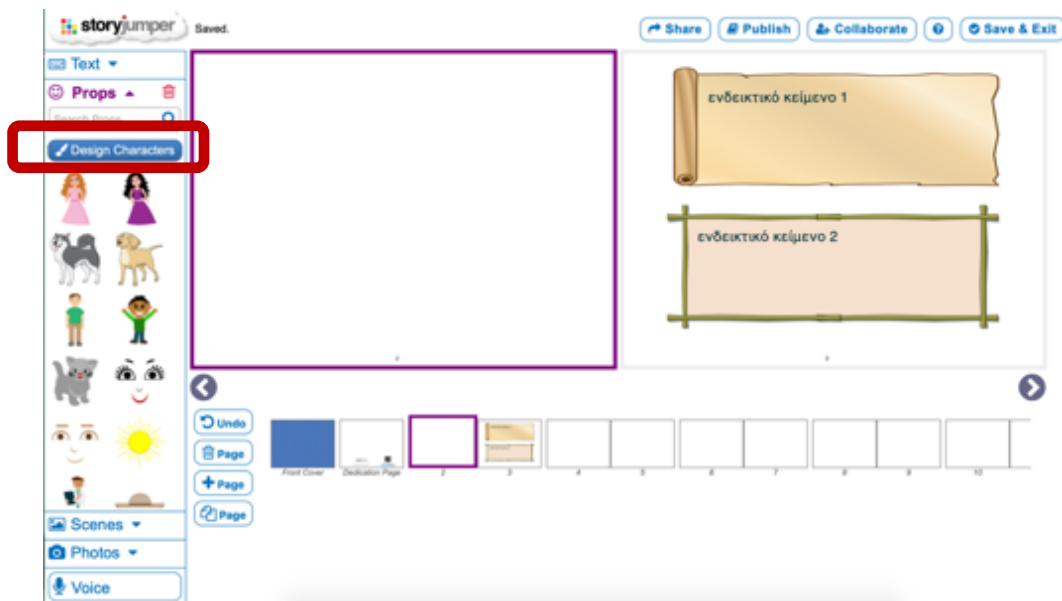 storyjumper
Saved.
Share
Publish
Collaborate
?
Save & Exit
Text
Props
Search Props
Design Characters
Scenes
Photos
Voice
ενδεικτικό κείμενο 1
ενδεικτικό κείμενο 2
2
3
Undo
Page
+ Page
Page
Front Cover
Dedication Page
2
3
4
5
6
7
8
9
10